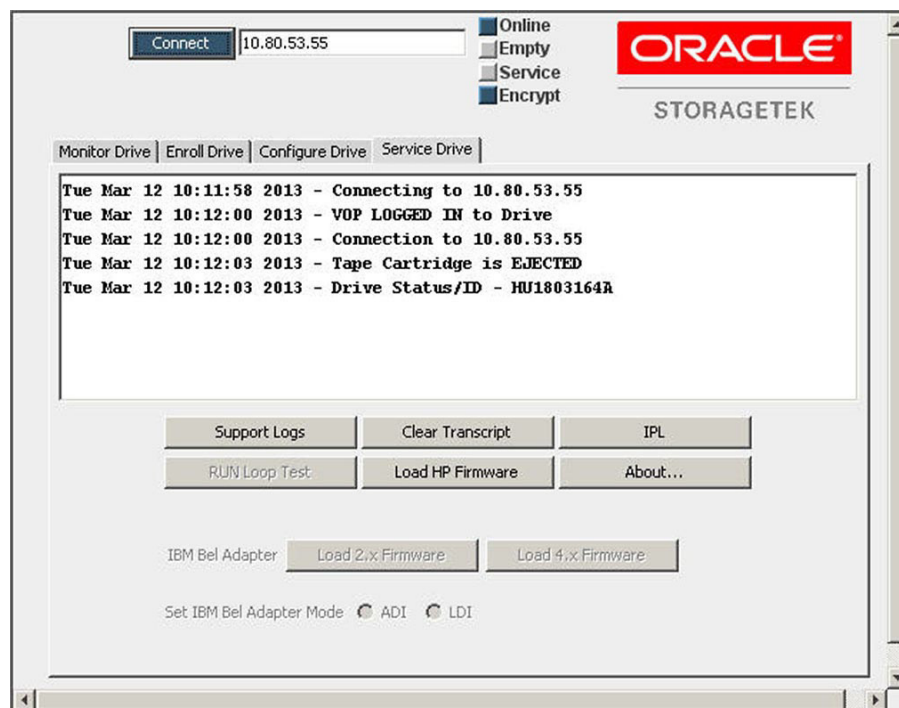 Connect 10.80.53.55
Online
Empty
Service
Encrypt
ORACLE
STORAGETEK
Monitor Drive Enroll Drive Configure Drive Service Drive
Tue Mar 12 10:11:58 2013 - Connecting to 10.80.53.55
Tue Mar 12 10:12:00 2013 - VOP LOGGED IN to Drive
Tue Mar 12 10:12:00 2013 - Connection to 10.80.53.55
Tue Mar 12 10:12:03 2013 - Tape Cartridge is EJECTED
Tue Mar 12 10:12:03 2013 - Drive Status/ID - HU1803164A
Support Logs Clear Transcript IPL
RUN Loop Test Load HP Firmware About...
IBM Bel Adapter Load 2.x Firmware Load 4.x Firmware
Set IBM Bel Adapter Mode ADI LDI